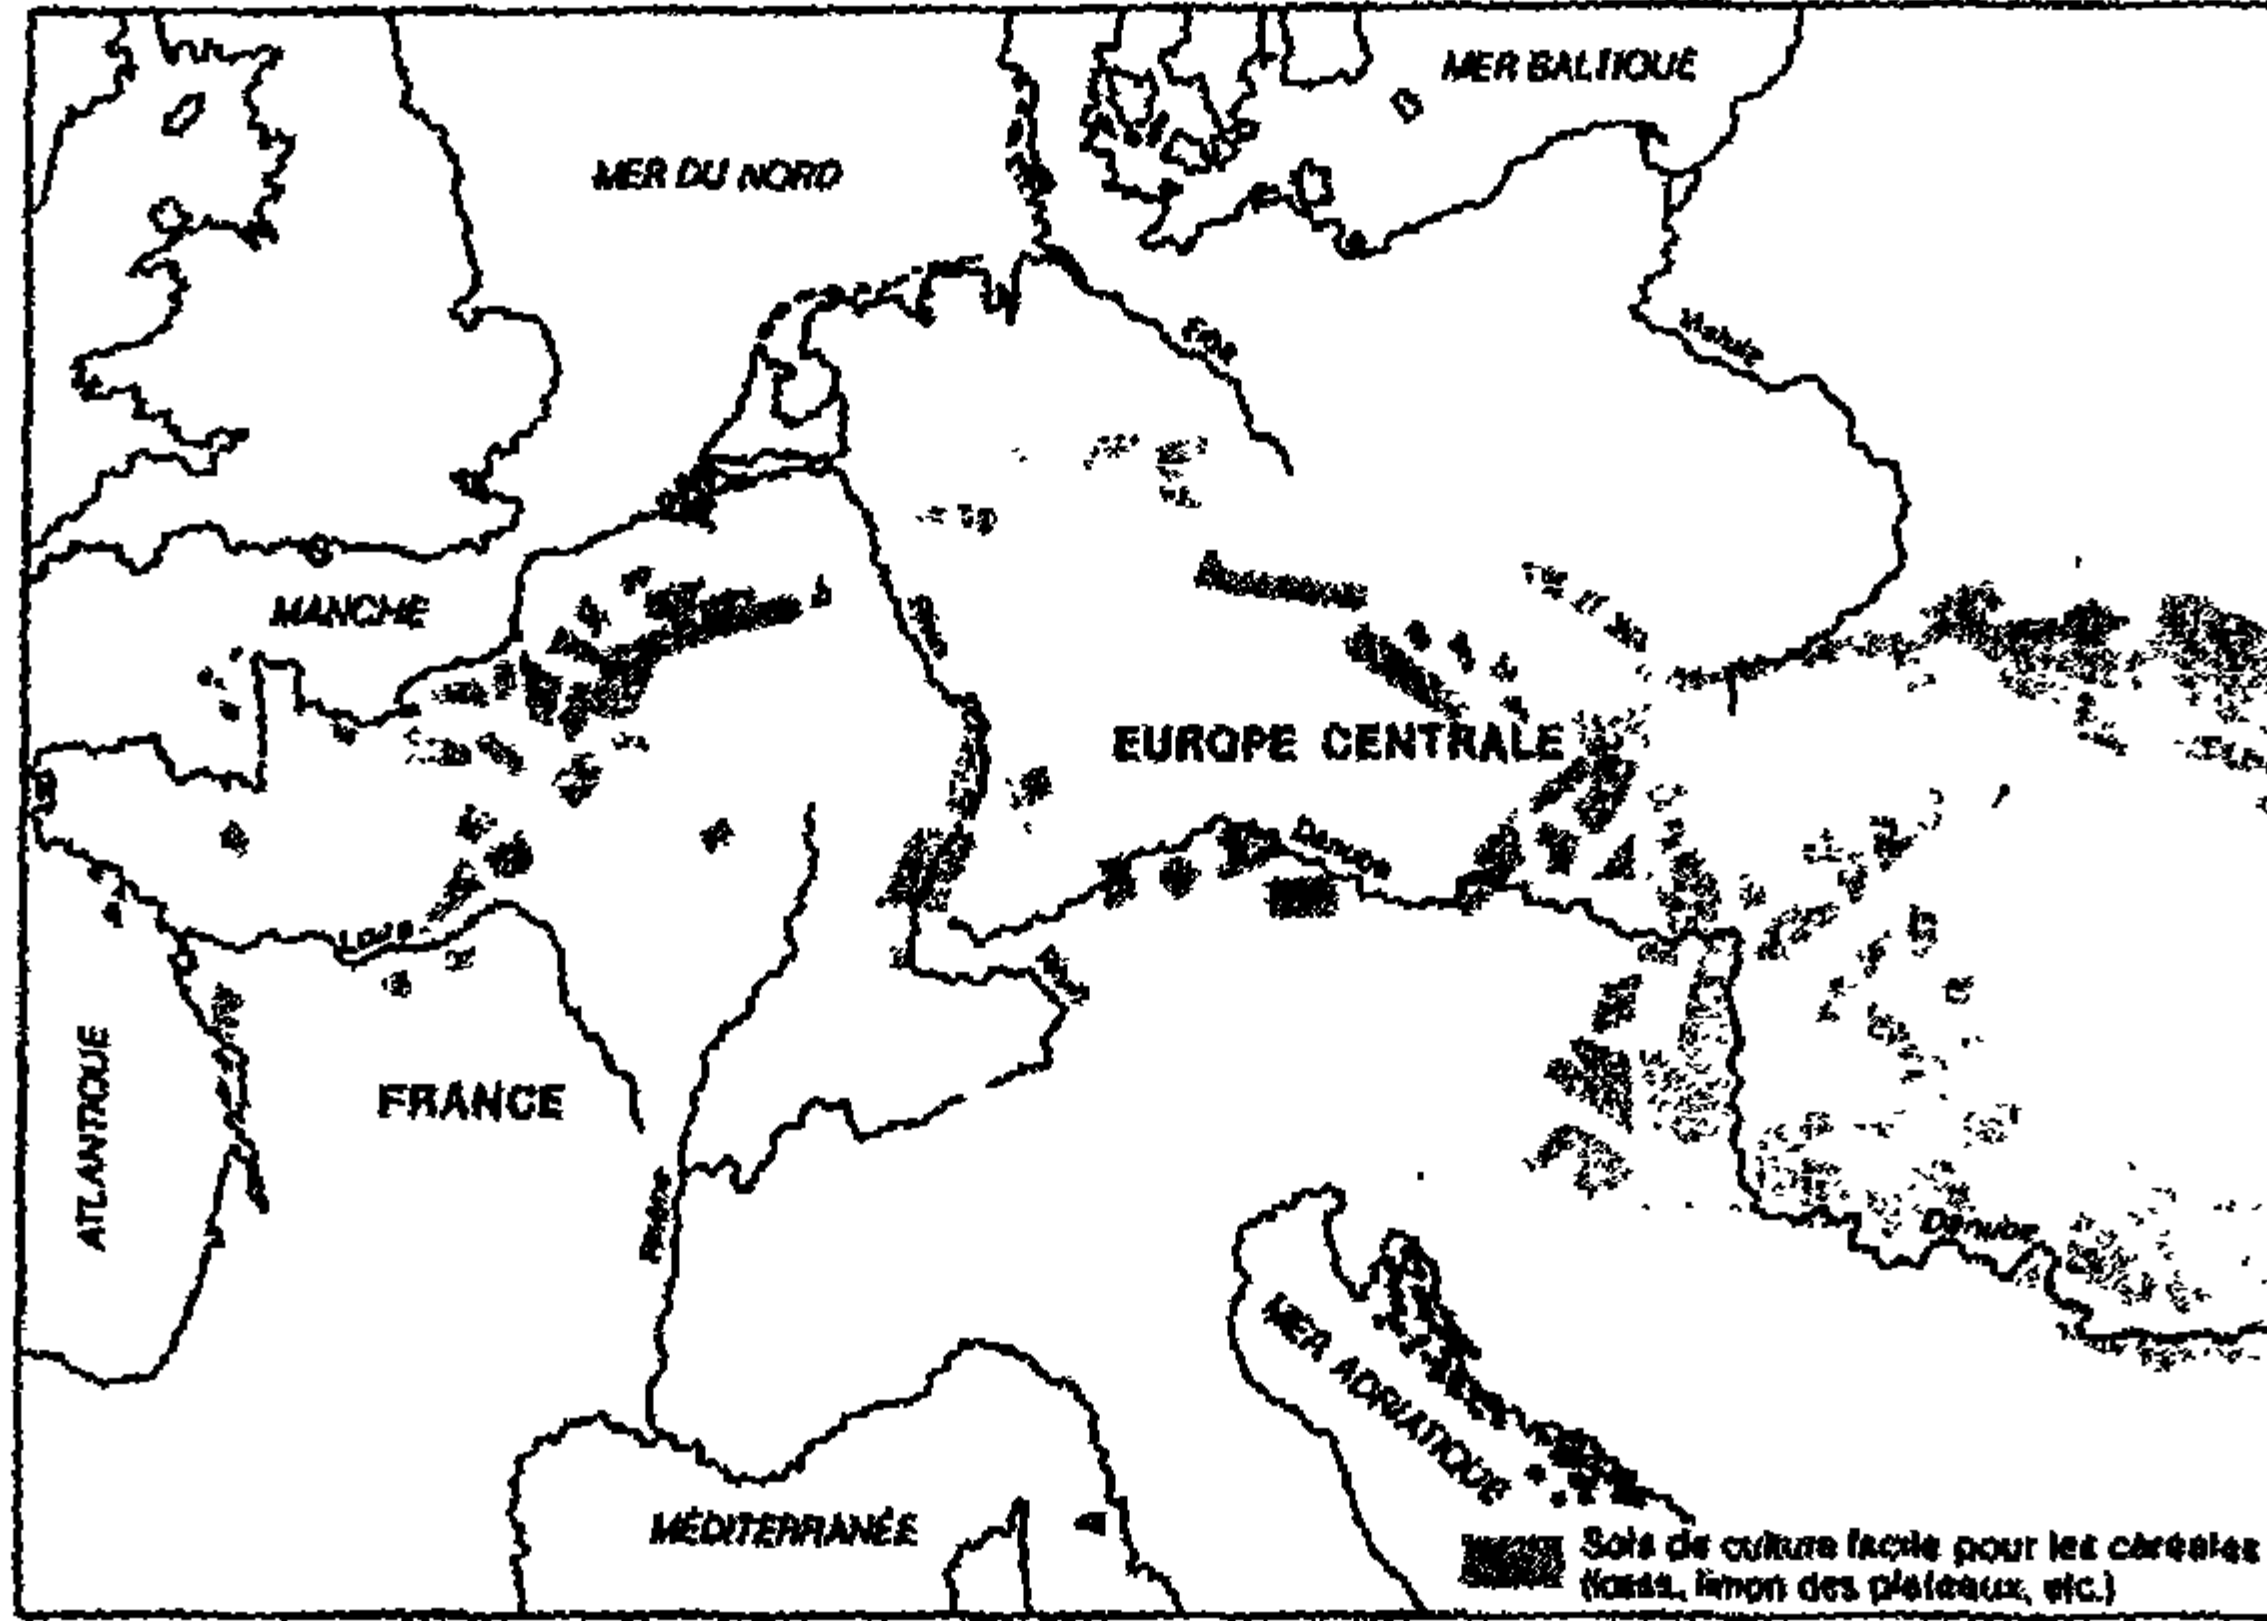 MER BALTIQUE
MER DU NORD
Elbe
Vistule
MANCHE
EUROPE CENTRALE
Danube
Loire
Rhin
ATLANTIQUE
FRANCE
Rhône
Danube
MER ADRIATIQUE
MÉDITERRANÉE
Sols de culture facile pour les céréales
(loess, limon des plateaux, etc.)